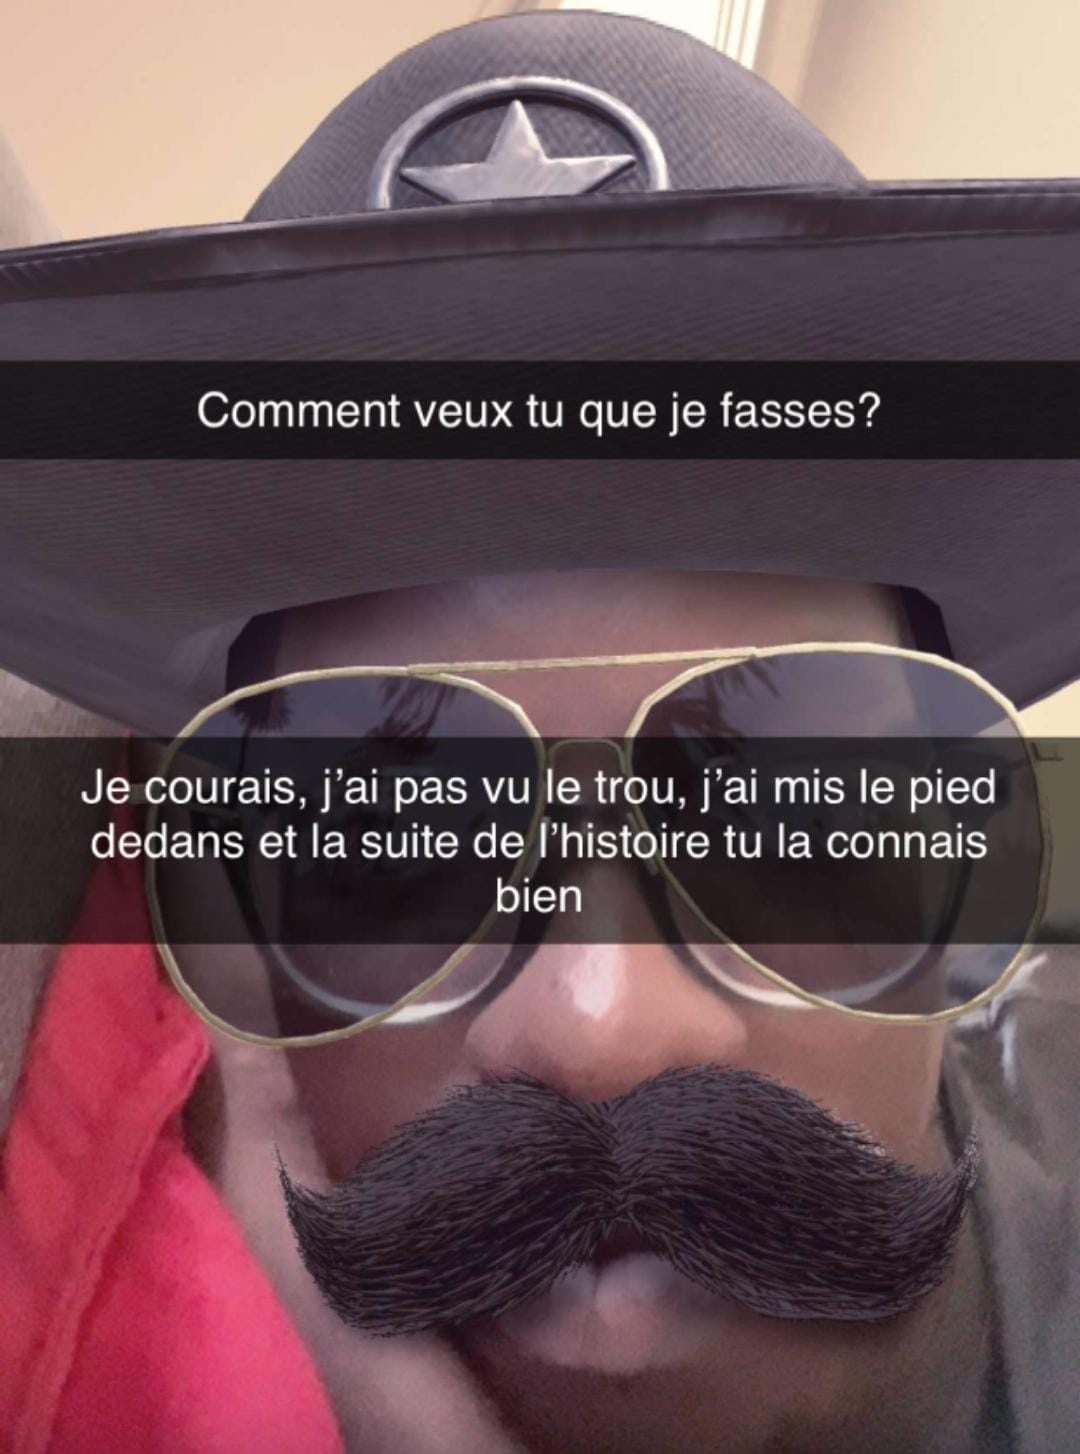 Comment veux tu que je fasses?
Je courais, j’ai pas vu le trou, j’ai mis le pied
dedans et la suite de l’histoire tu la connais
bien